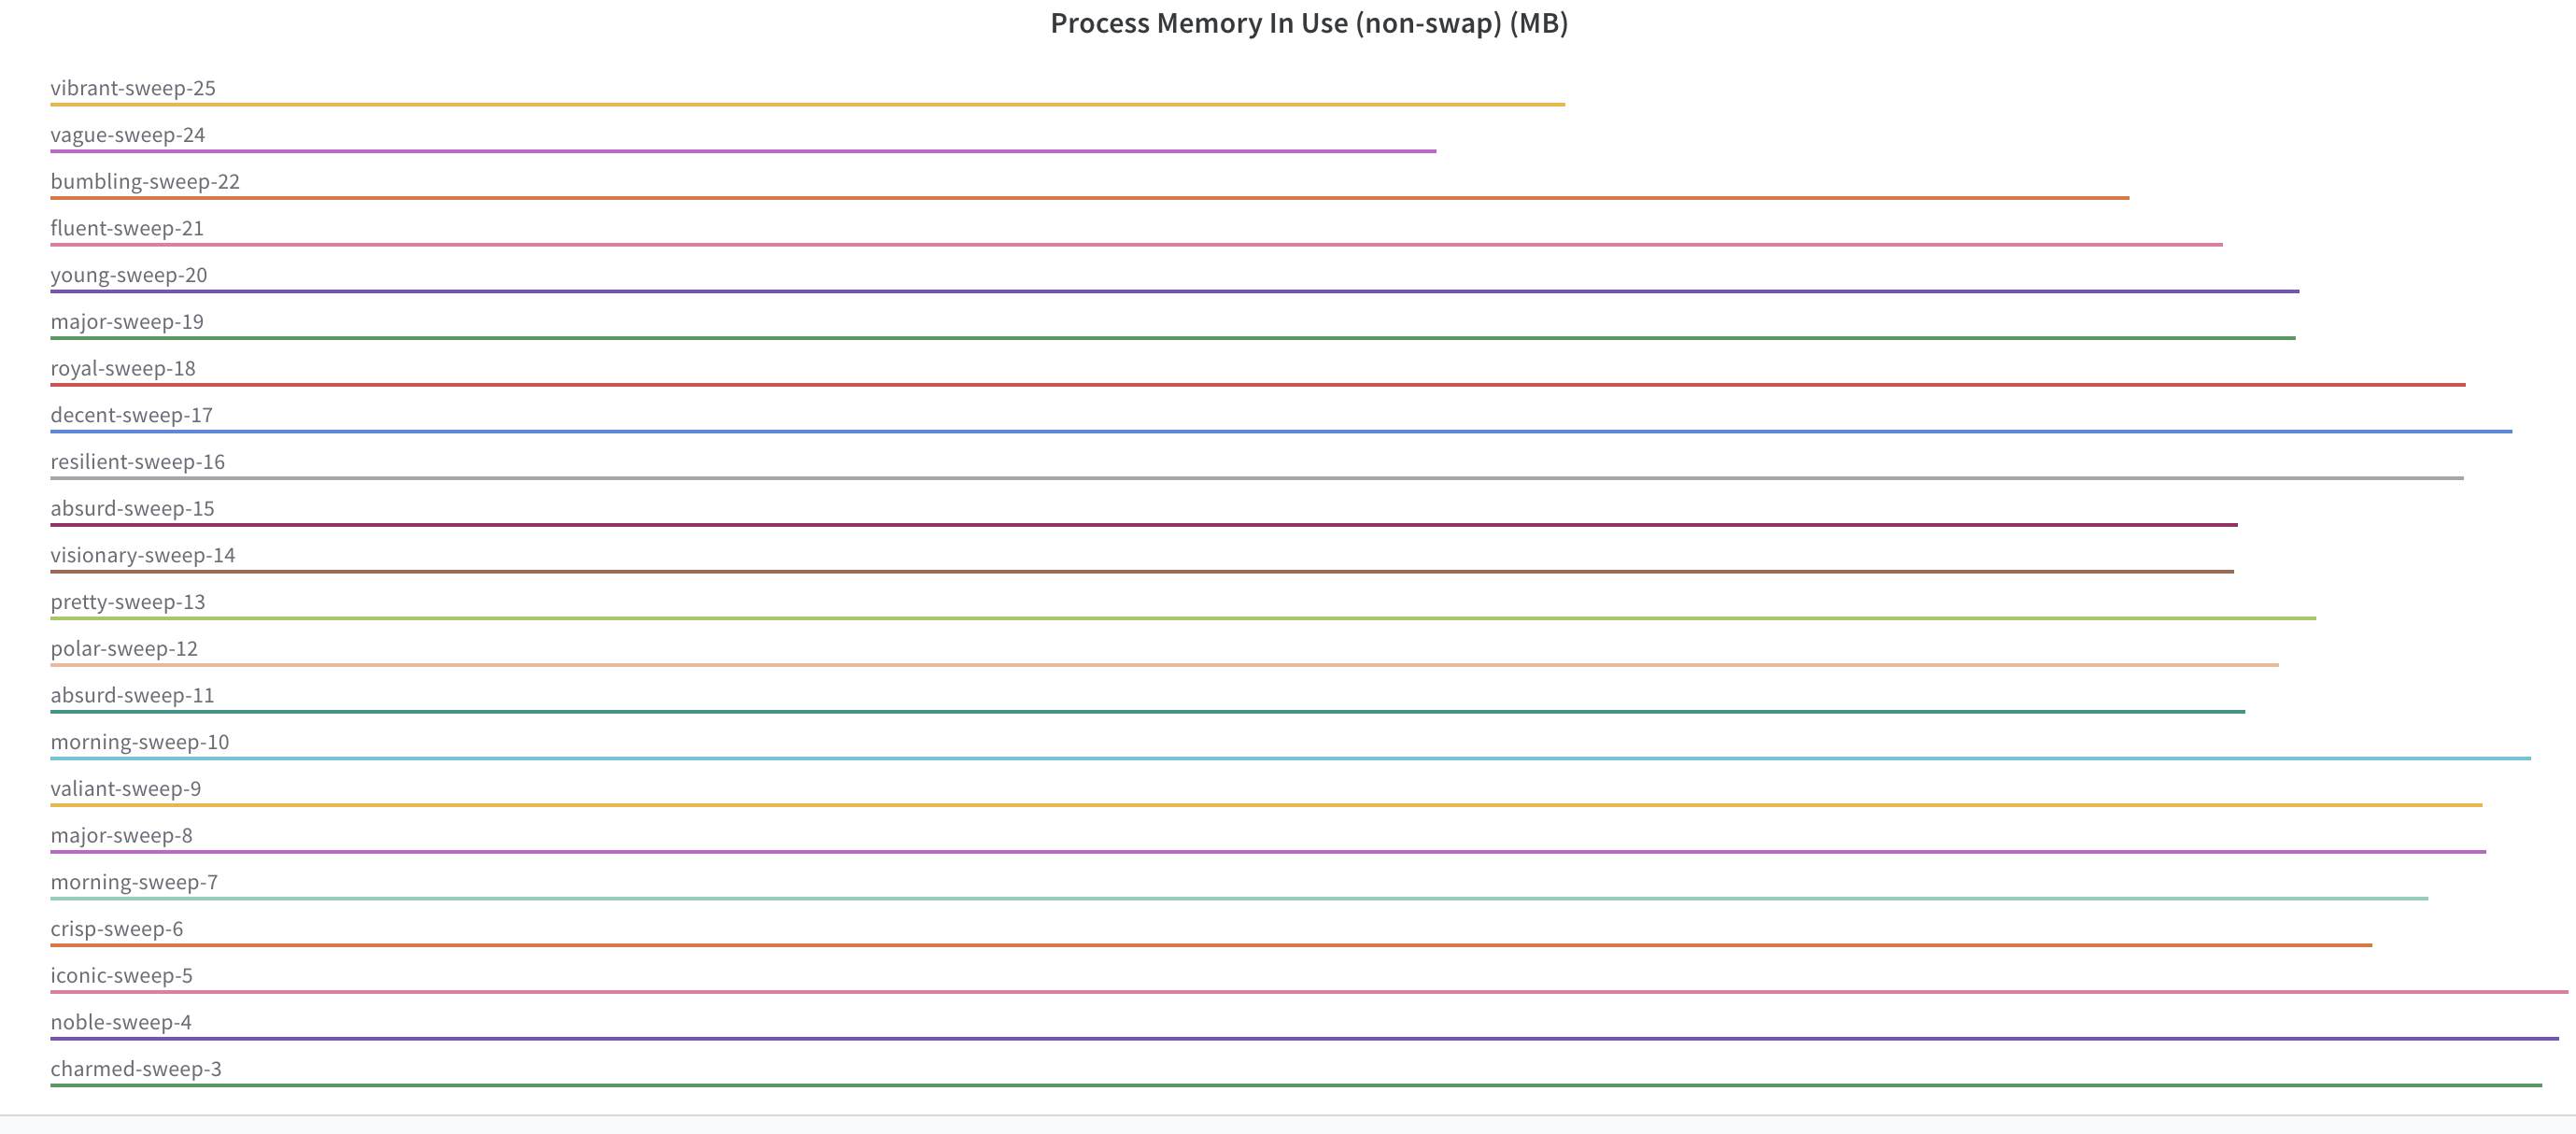 Process Memory In Use (non-swap) (MB)
vibrant-sweep-25
vague-sweep-24
bumbling-sweep-22
fluent-sweep-21
young-sweep-20
major-sweep-19
royal-sweep-18
decent-sweep-17
resilient-sweep-16
absurd-sweep-15
visionary-sweep-14
pretty-sweep-13
polar-sweep-12
absurd-sweep-11
morning-sweep-10
valiant-sweep-9
major-sweep-8
morning-sweep-7
crisp-sweep-6
iconic-sweep-5
noble-sweep-4
charmed-sweep-3